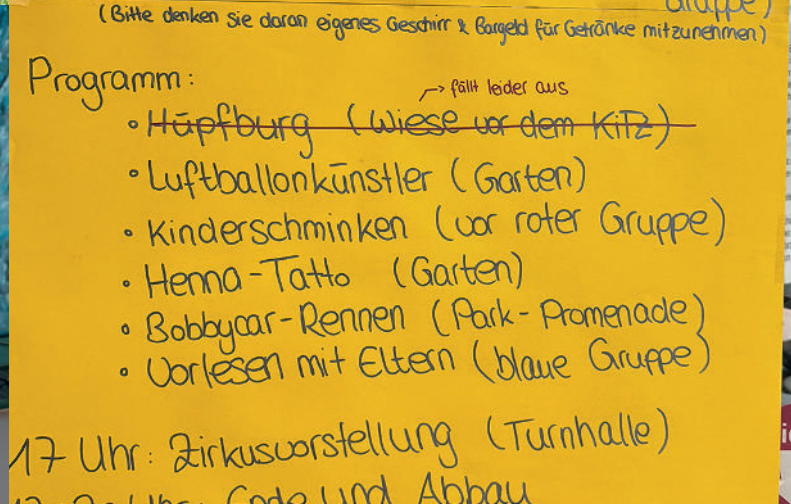 (Bitte denken sie daran eigenes Geschirr & Bargeld für Getränke mitzunehmen)
Programm:
→ fällt leider aus
• Hüpfburg (Wiese vor dem KiTZ)
• Luftballonkünstler (Garten)
• Kinderschminken (vor roter Gruppe)
• Henna-Tatto (Garten)
• Bobbycar-Rennen (Park-Promenade)
• Vorlesen mit Eltern (blaue Gruppe)
17 Uhr: Zirkusvorstellung (Turnhalle)
und Abbau